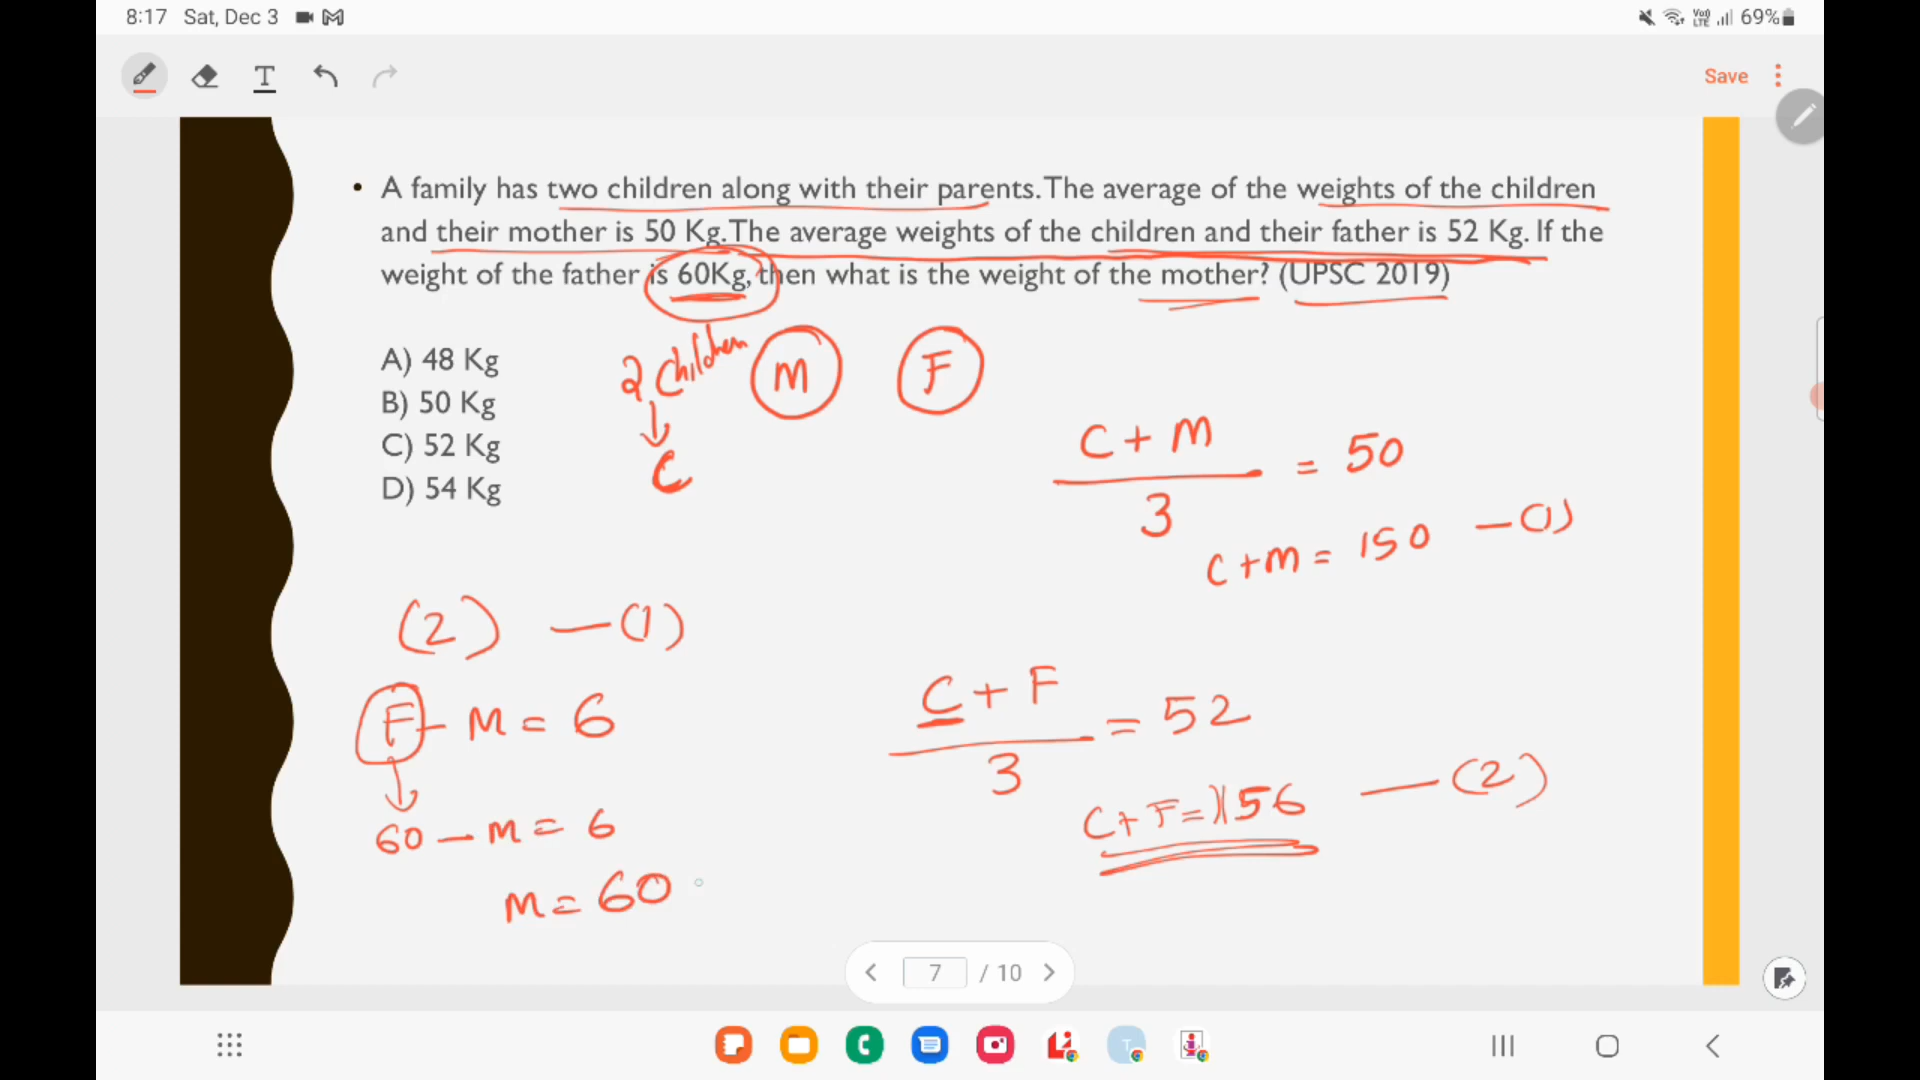 8:17 Sat, Dec 3
VoD LTE 69%
T Save
• A family has two children along with their parents. The average of the weights of the children
and their mother is 50 Kg. The average weights of the children and their father is 52 Kg. If the
weight of the father is 60Kg, then what is the weight of the mother? (UPSC 2019)
A) 48 Kg
B) 50 Kg
C) 52 Kg
D) 54 Kg
2 Children M F
C
C + M
3
= 50
C + M = 150 — (1)
(2) — (1)
F - M = 6
60 — M = 6
M = 60
C + F
3
= 52
C + F = 156 — (2)
7 / 10